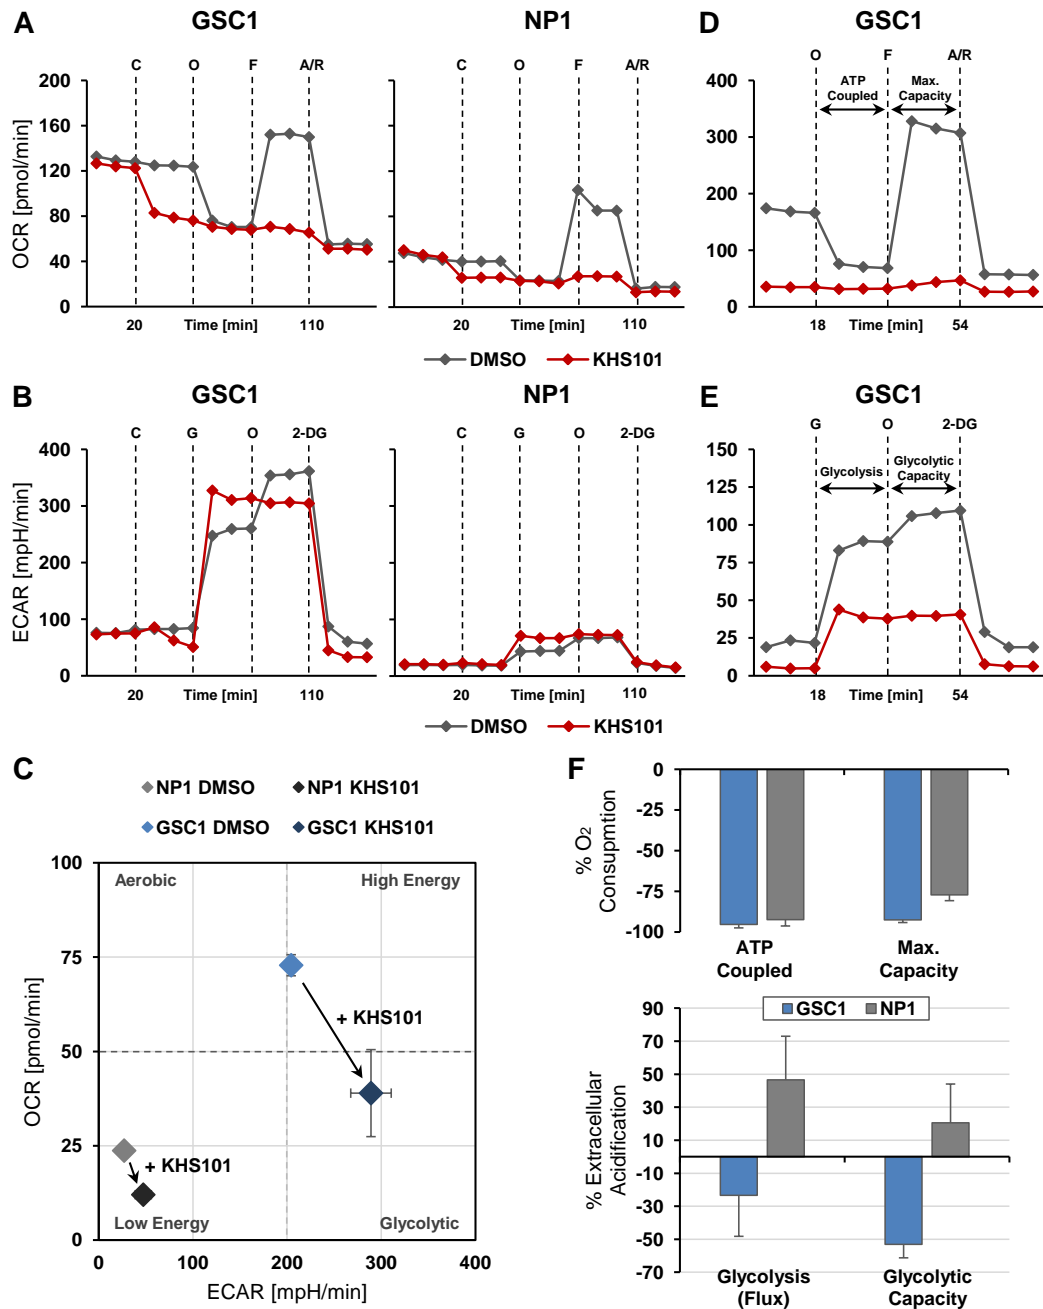 A
GSC1
NP1
C
O
F
A/R
C
O
F
A/R
OCR [pmol/min]
200
160
120
80
40
0
20
Time [min]
110
20
Time [min]
110
DMSO
KHS101
D
GSC1
O
F
A/R
ATP
Coupled
Max.
Capacity
400
300
200
100
0
18
Time [min]
54
B
GSC1
NP1
C
G
O
2-DG
C
G
O
2-DG
ECAR [mpH/min]
400
300
200
100
0
20
Time [min]
110
20
Time [min]
110
DMSO
KHS101
E
GSC1
G
O
2-DG
Glycolysis
Glycolytic
Capacity
150
125
100
75
50
25
0
18
Time [min]
54
C
NP1 DMSO
NP1 KHS101
GSC1 DMSO
GSC1 KHS101
OCR [pmol/min]
100
75
50
25
0
Aerobic
High Energy
+ KHS101
+ KHS101
Low Energy
Glycolytic
0
100
200
300
400
ECAR [mpH/min]
F
% O2
Consupmtion
0
-25
-50
-75
-100
ATP
Coupled
Max.
Capacity
% Extracellular
Acidification
90
70
50
30
10
-10
-30
-50
-70
GSC1
NP1
Glycolysis
(Flux)
Glycolytic
Capacity